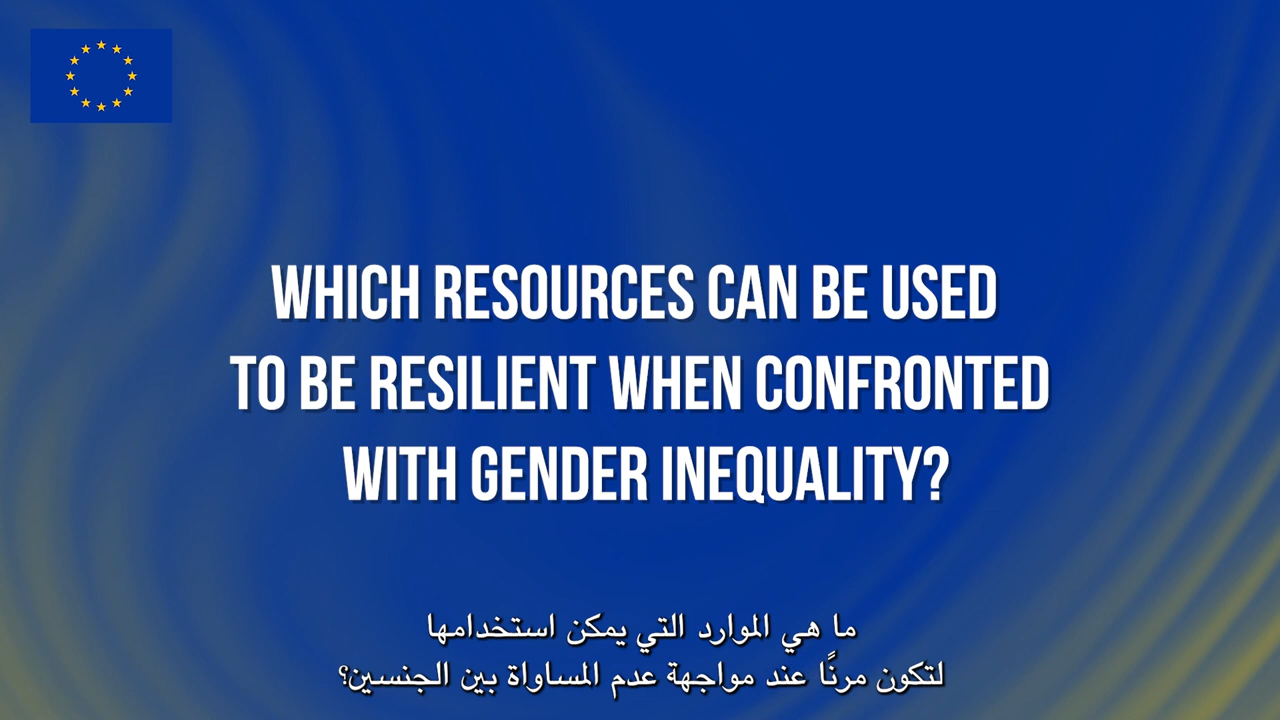 WHICH RESOURCES CAN BE USED
TO BE RESILIENT WHEN CONFRONTED
WITH GENDER INEQUALITY?
ما هي الموارد التي يمكن استخدامها
لتكون مرنًا عند مواجهة عدم المساواة بين الجنسين؟